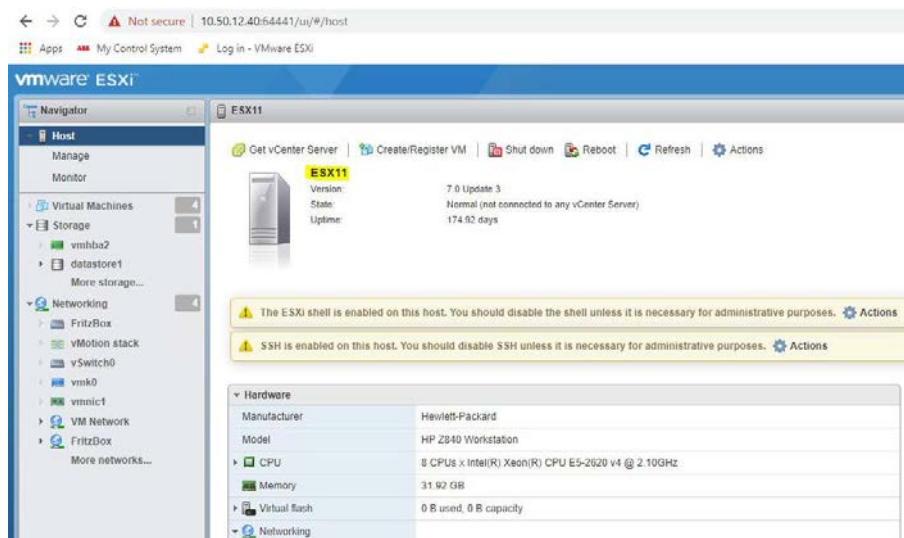 Not secure | 10.50.12.40:64441/ui/#/host
Apps ABB My Control System Log in - VMware ESXi
vmware ESXi
Navigator
Host
Manage
Monitor
Virtual Machines 4
Storage 1
vmhba2
datastore1
More storage...
Networking 4
FritzBox
vMotion stack
vSwitch0
vmk0
vmnic1
VM Network
FritzBox
More networks...
ESX11
Get vCenter Server | Create/Register VM | Shut down Reboot | Refresh | Actions
ESX11
Version: 7.0 Update 3
State: Normal (not connected to any vCenter Server)
Uptime: 174.92 days
The ESXi shell is enabled on this host. You should disable the shell unless it is necessary for administrative purposes. Actions
SSH is enabled on this host. You should disable SSH unless it is necessary for administrative purposes. Actions
Hardware
Manufacturer Hewlett-Packard
Model HP Z840 Workstation
CPU 8 CPUs x Intel(R) Xeon(R) CPU E5-2620 v4 @ 2.10GHz
Memory 31.92 GB
Virtual flash 0 B used, 0 B capacity
Networking